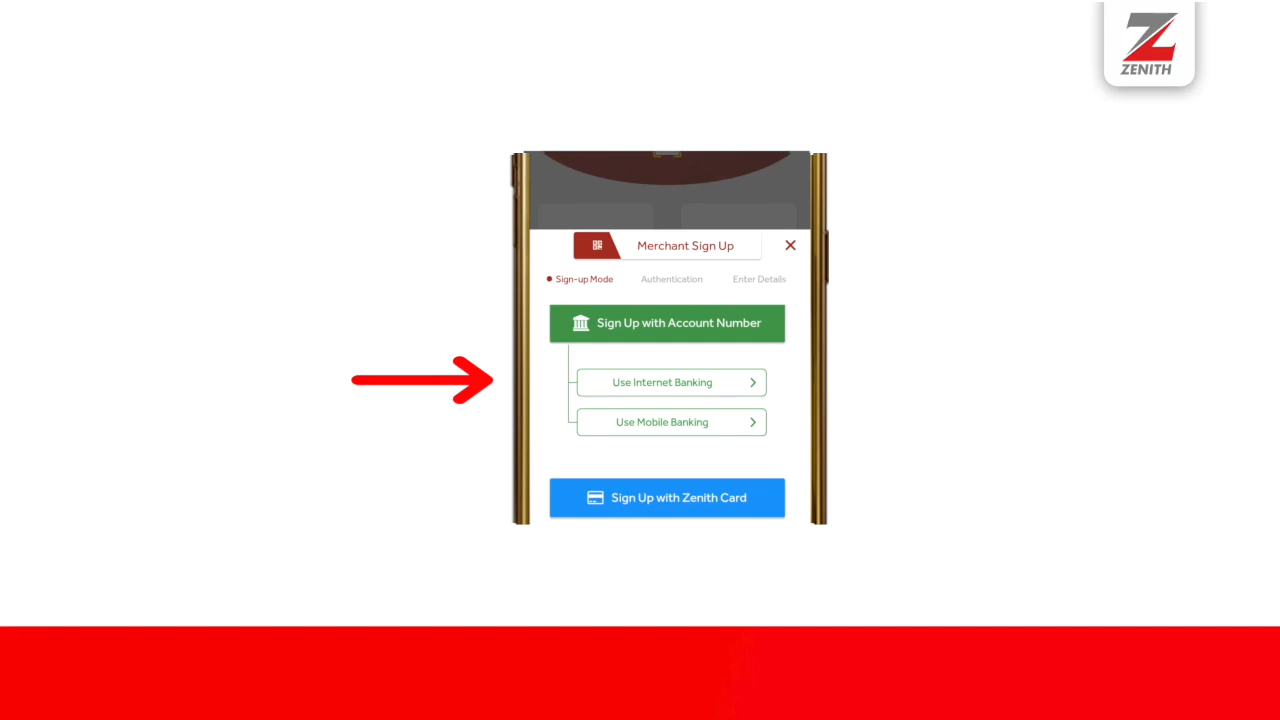 ZENITH
Merchant Sign Up
Sign-up Mode Authentication Enter Details
Sign Up with Account Number
Use Internet Banking
Use Mobile Banking
Sign Up with Zenith Card